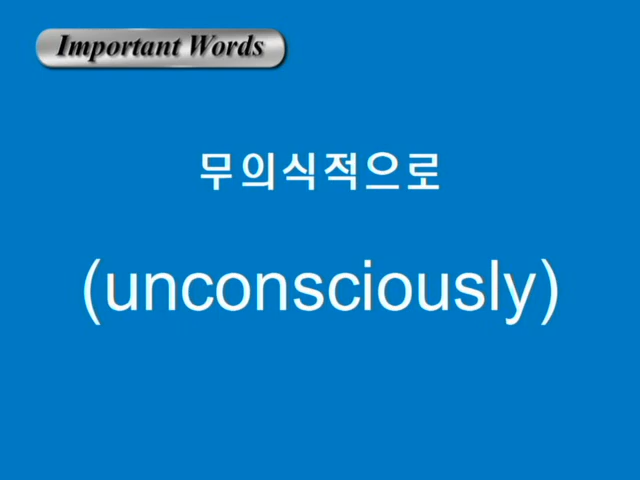 Important Words
무의식적으로
(unconsciously)